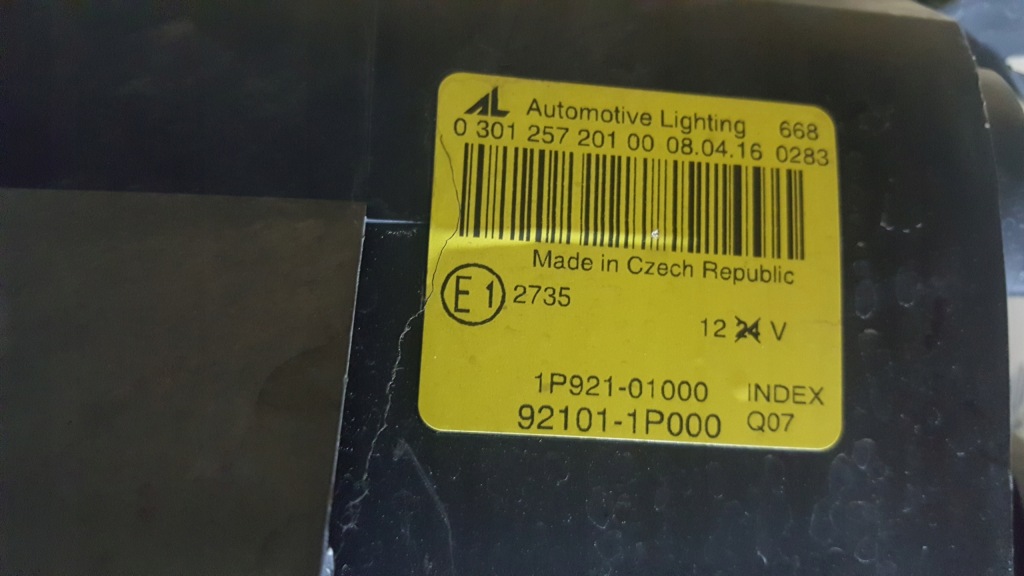 AL Automotive Lighting 668
0 301 257 201 00 08.04.16 0283
Made in Czech Republic
E1 2735
12 24 V
1P921-01000 INDEX
92101-1P000 Q07